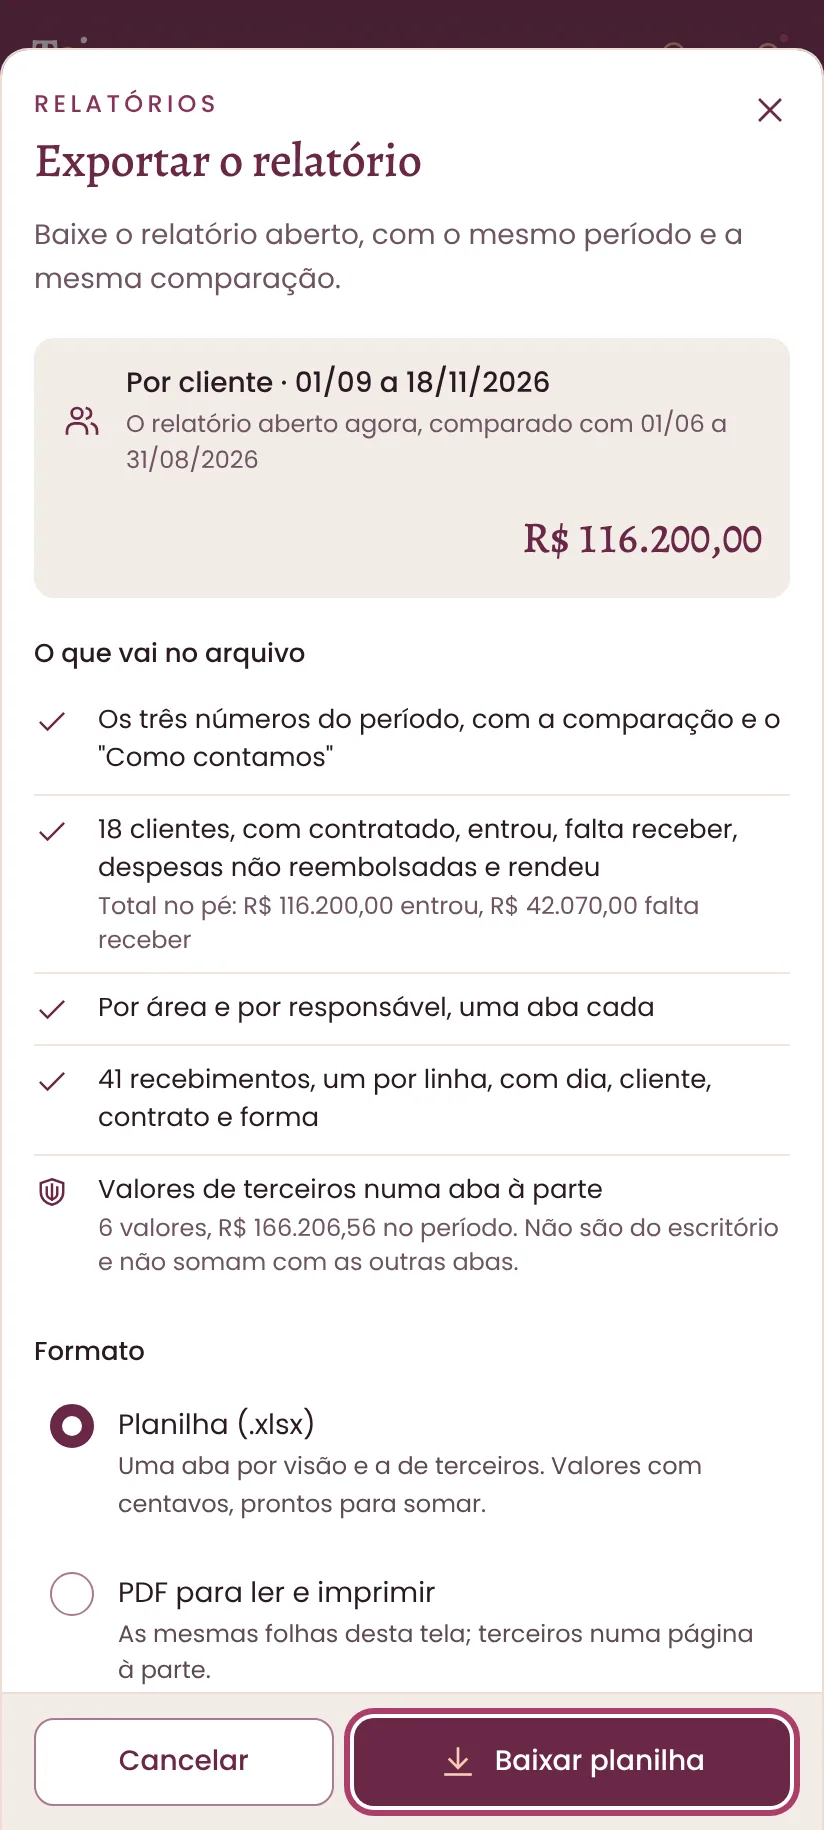 RELATÓRIOS
Exportar o relatório
Baixe o relatório aberto, com o mesmo período e a
mesma comparação.
Por cliente · 01/09 a 18/11/2026
O relatório aberto agora, comparado com 01/06 a
31/08/2026
R$ 116.200,00
O que vai no arquivo
Os três números do período, com a comparação e o
"Como contamos"
18 clientes, com contratado, entrou, falta receber,
despesas não reembolsadas e rendeu
Total no pé: R$ 116.200,00 entrou, R$ 42.070,00 falta
receber
Por área e por responsável, uma aba cada
41 recebimentos, um por linha, com dia, cliente,
contrato e forma
Valores de terceiros numa aba à parte
6 valores, R$ 166.206,56 no período. Não são do escritório
e não somam com as outras abas.
Formato
Planilha (.xlsx)
Uma aba por visão e a de terceiros. Valores com
centavos, prontos para somar.
PDF para ler e imprimir
As mesmas folhas desta tela; terceiros numa página
à parte.
Cancelar
Baixar planilha